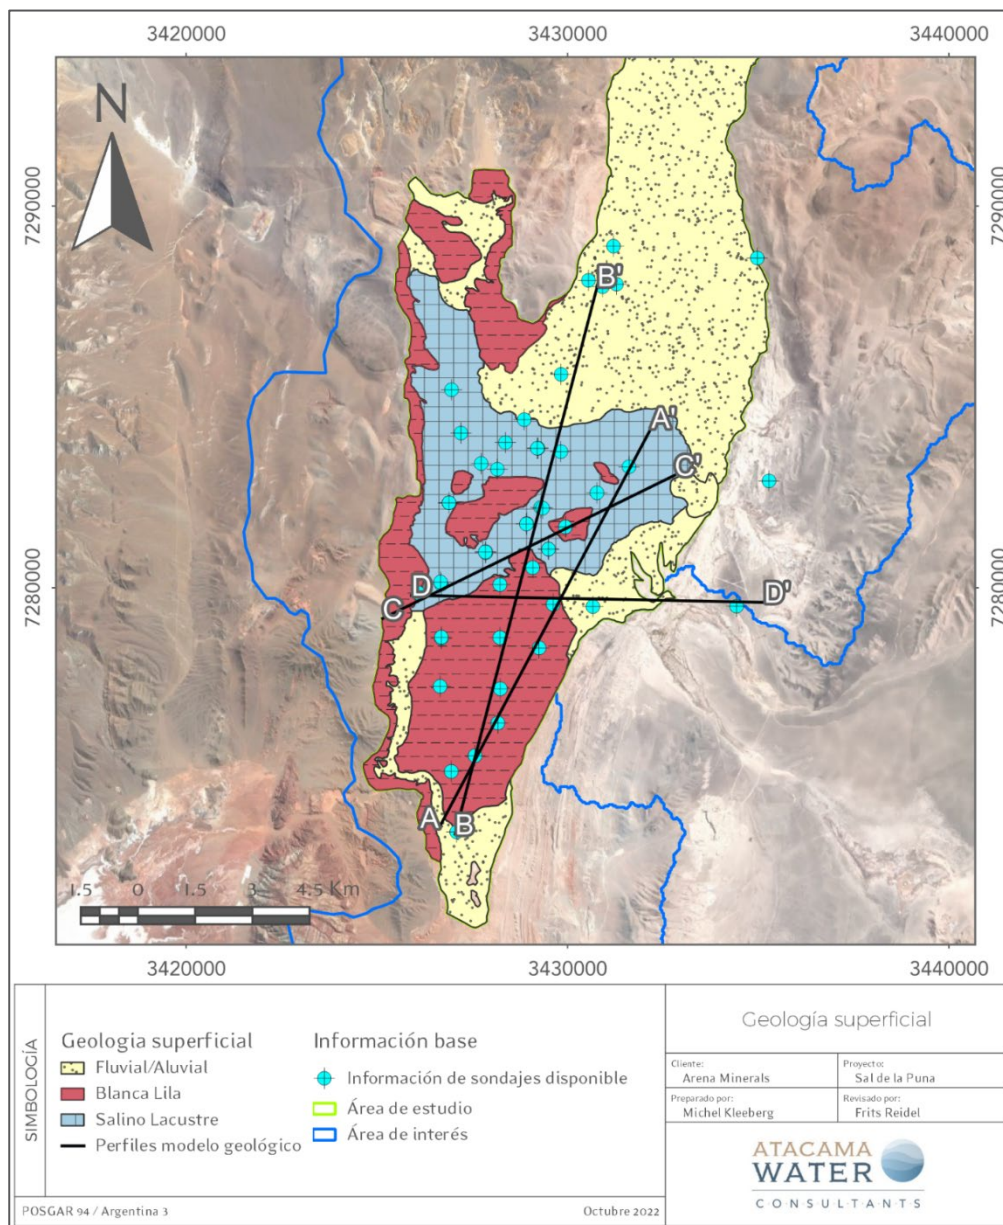 3420000 3430000 3440000
N
7290000 7290000
B'
A'
C'
D
C
D'
7280000 7280000
A
B
1.5 0 1.5 3 4.5 Km
3420000 3430000 3440000
SIMBOLOGÍA
Geologia superficial
Fluvial/Aluvial
Blanca Lila
Salino Lacustre
Perfiles modelo geológico
Información base
Información de sondajes disponible
Área de estudio
Área de interés
POSGAR 94 / Argentina 3
Octubre 2022
Geología superficial
Cliente:
Arena Minerals
Proyecto:
Sal de la Puna
Preparado por:
Michel Kleeberg
Revisado por:
Frits Reidel
ATACAMA
WATER
CONSULTANTS